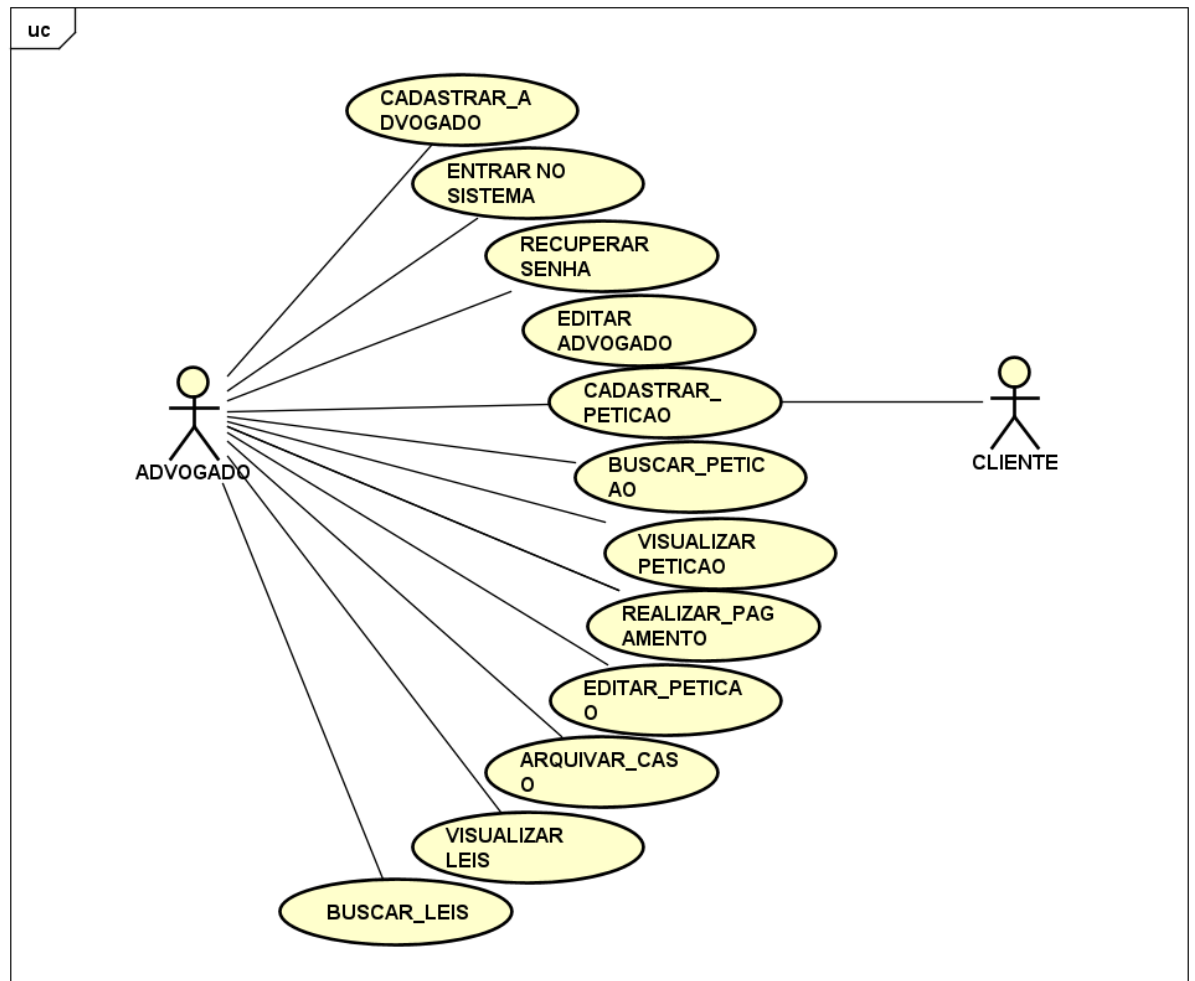 uc
CADASTRAR_A
DVOGADO
ENTRAR NO
SISTEMA
RECUPERAR
SENHA
EDITAR
ADVOGADO
CADASTRAR_
PETICAO
BUSCAR_PETIC
AO
VISUALIZAR
PETICAO
REALIZAR_PAG
AMENTO
EDITAR_PETICA
O
ARQUIVAR_CAS
O
VISUALIZAR
LEIS
BUSCAR_LEIS
ADVOGADO
CLIENTE